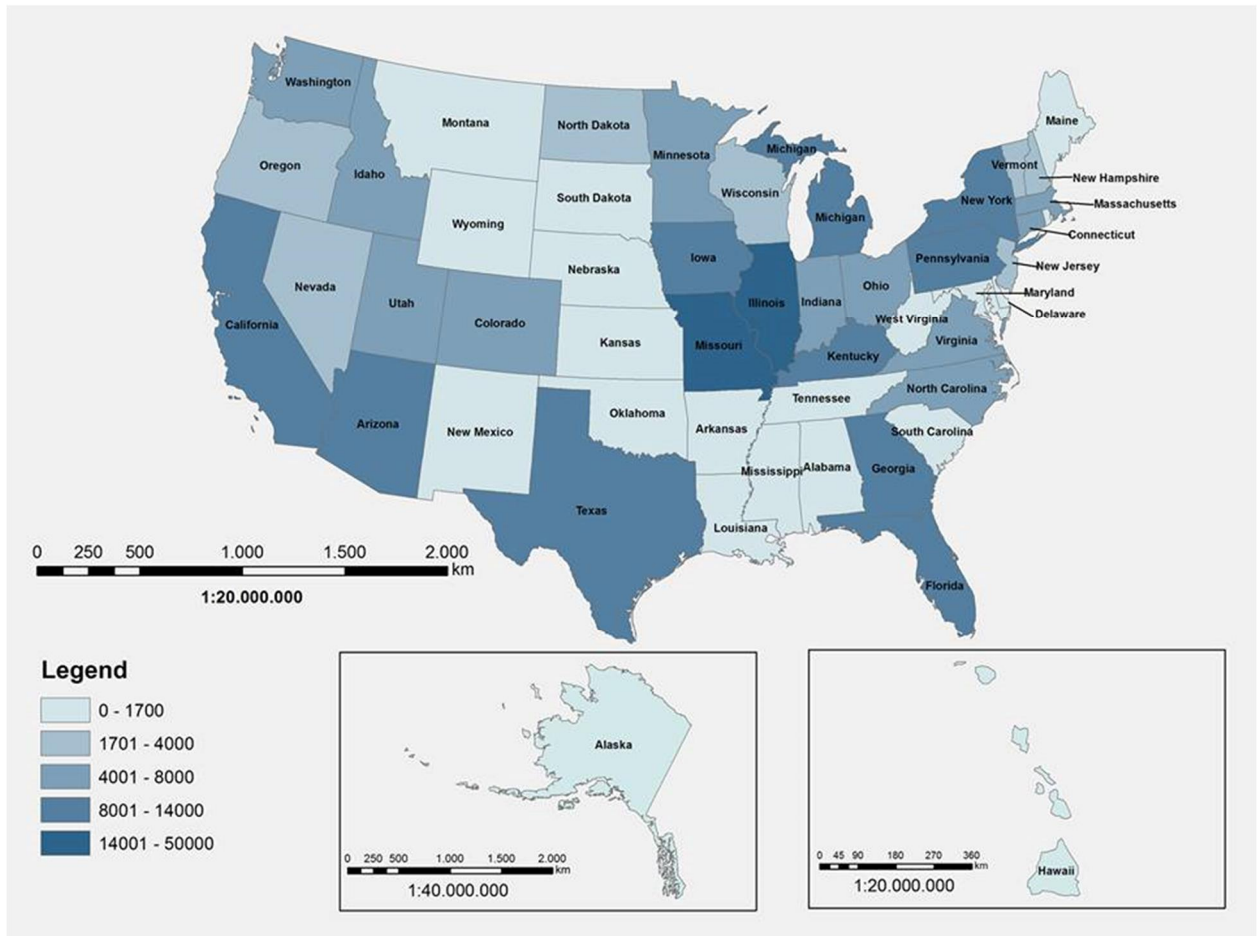 Washington
Montana
North Dakota
Minnesota
Michigan
Maine
Vermont
New Hampshire
Oregon
Idaho
Wyoming
South Dakota
Wisconsin
Michigan
New York
Massachusetts
Connecticut
Nebraska
Iowa
Pennsylvania
New Jersey
Nevada
Utah
Colorado
Illinois
Indiana
Ohio
Maryland
Delaware
California
Kansas
Missouri
West Virginia
Virginia
Kentucky
Arizona
New Mexico
Oklahoma
Arkansas
Tennessee
North Carolina
South Carolina
Mississippi
Alabama
Georgia
Texas
Louisiana
Florida
0 250 500 1.000 1.500 2.000
km
1:20.000.000
Legend
0 - 1700
1701 - 4000
4001 - 8000
8001 - 14000
14001 - 50000
Alaska
0 250 500 1.000 1.500 2.000
km
1:40.000.000
0 45 90 180 270 360
km
1:20.000.000
Hawaii